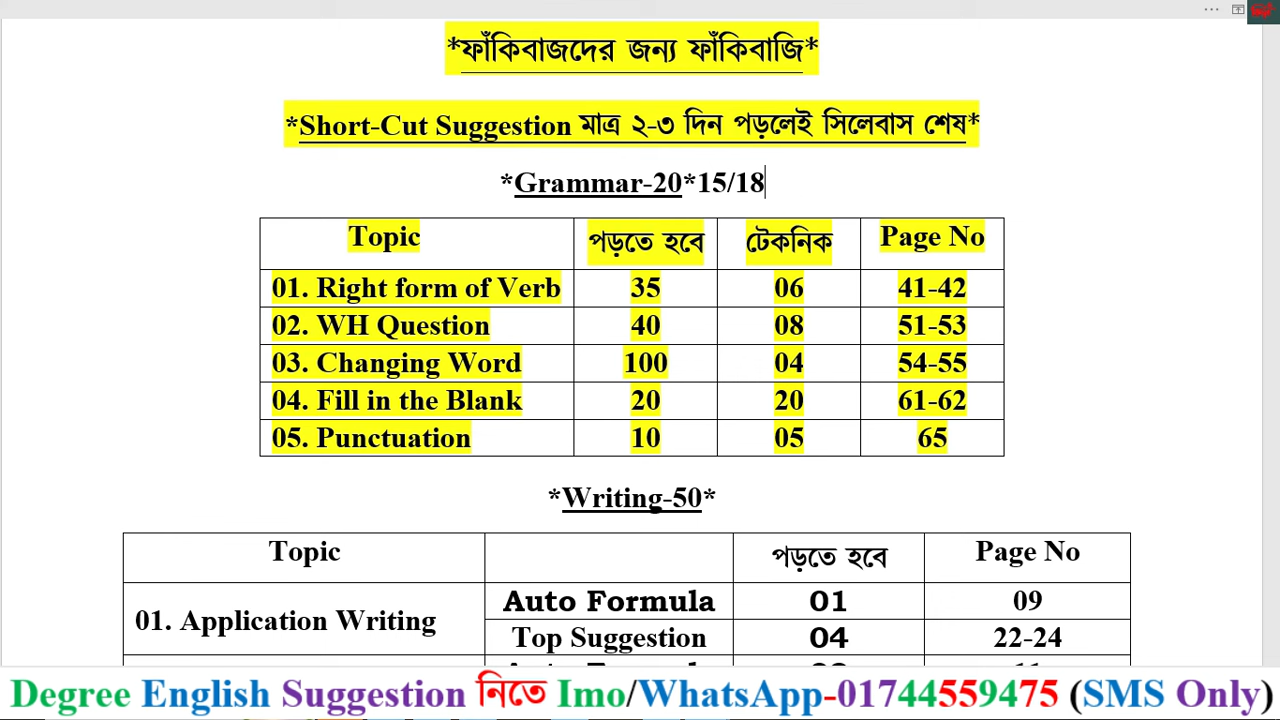 *ফাঁকিবাজদের জন্য ফাঁকিবাজি*
*Short-Cut Suggestion মাত্র ২-৩ দিন পড়লেই সিলেবাস শেষ*
*Grammar-20*15/18
Topic পড়তে হবে টেকনিক Page No
01. Right form of Verb 35 06 41-42
02. WH Question 40 08 51-53
03. Changing Word 100 04 54-55
04. Fill in the Blank 20 20 61-62
05. Punctuation 10 05 65
*Writing-50*
Topic পড়তে হবে Page No
01. Application Writing Auto Formula 01 09
Top Suggestion 04 22-24
Degree English Suggestion নিতে Imo/WhatsApp-01744559475 (SMS Only)